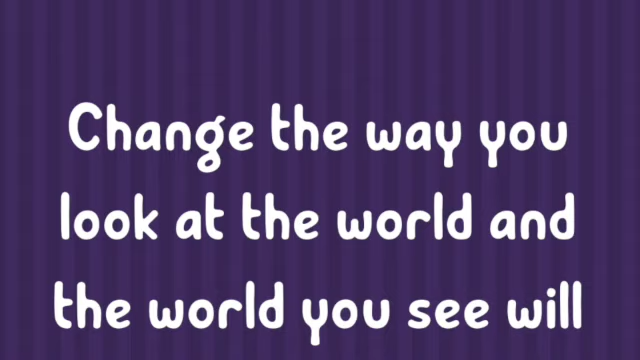 Change the way you
look at the world and
the world you see will